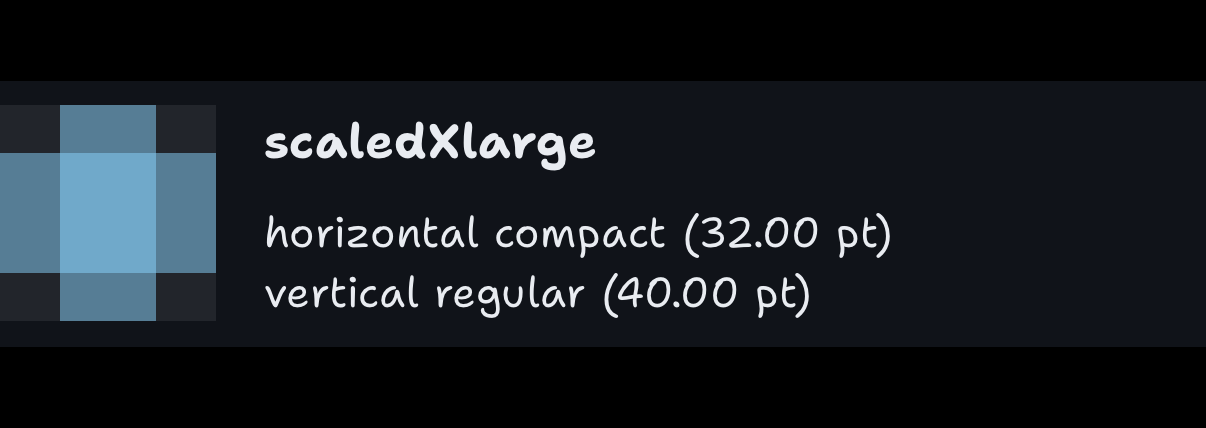 scaledXlarge
horizontal compact (32.00 pt)
vertical regular (40.00 pt)